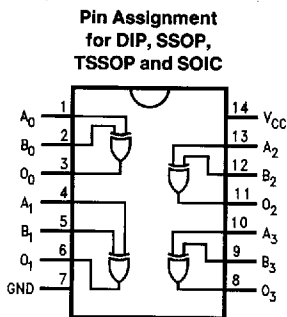 Pin Assignment
for DIP, SSOP,
TSSOP and SOIC
A0 1
B0 2
O0 3
A1 4
B1 5
O1 6
GND 7
14 VCC
13 A2
12 B2
11 O2
10 A3
9 B3
8 O3